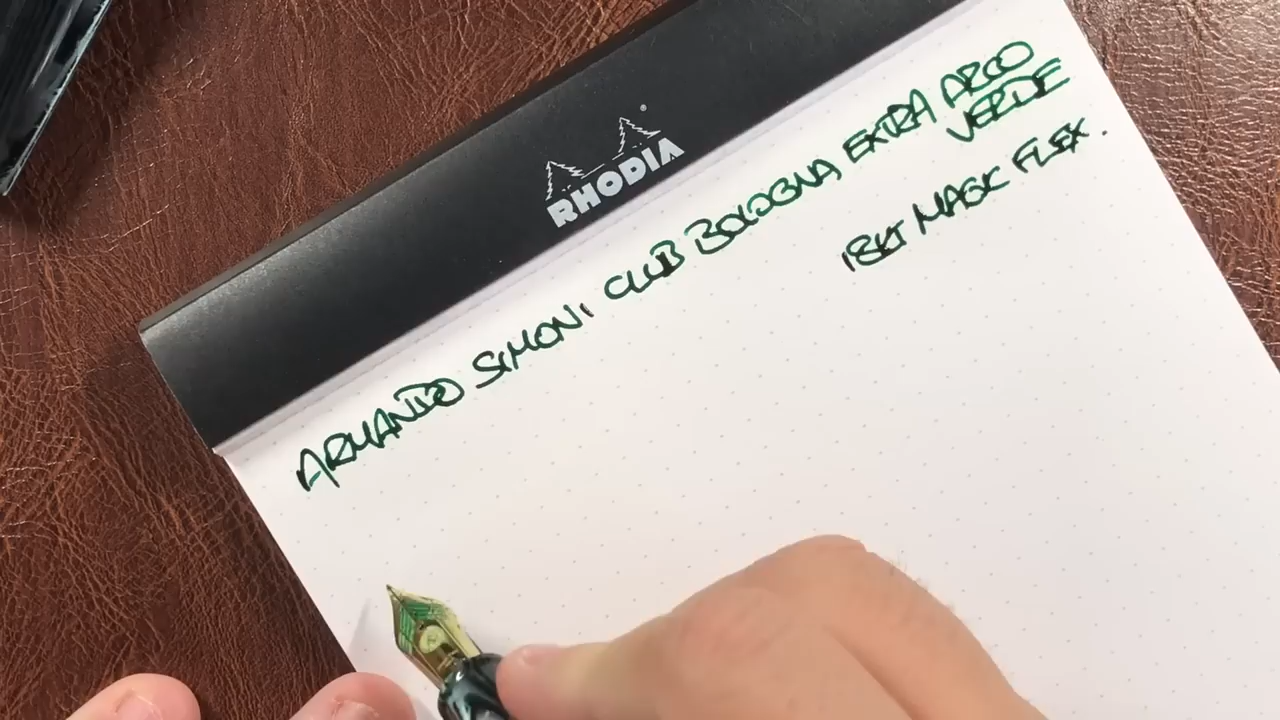 RHODIA
ARMANDO SIMONI CLUB BOLOGNA EXTRA ARCO
VERDE
18KT MAGIC FLEX.